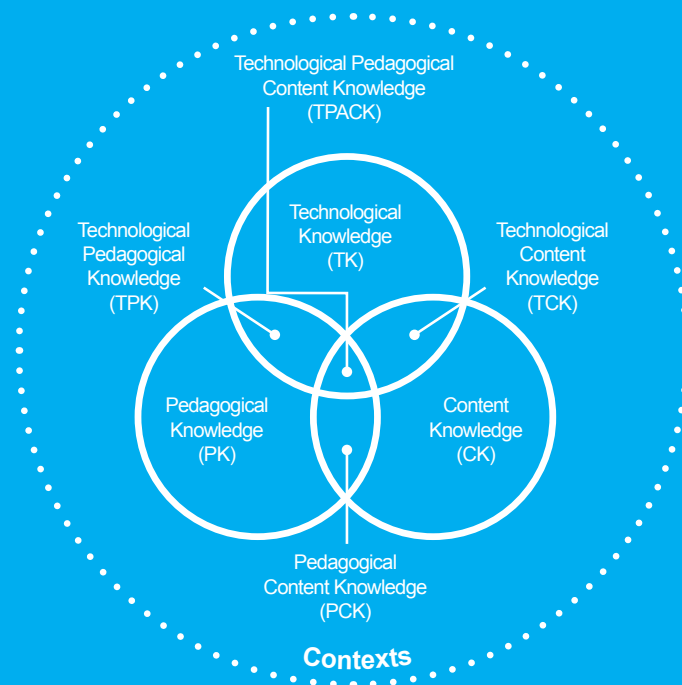 Technological Pedagogical
Content Knowledge
(TPACK)
Technological
Knowledge
(TK)
Technological
Pedagogical
Knowledge
(TPK)
Technological
Content
Knowledge
(TCK)
Pedagogical
Knowledge
(PK)
Content
Knowledge
(CK)
Pedagogical
Content Knowledge
(PCK)
Contexts